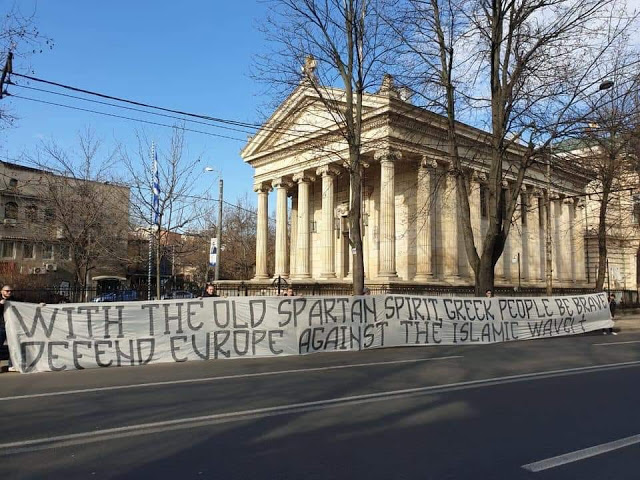 WITH THE OLD SPARTAN SPIRIT, GREEK PEOPLE BE BRAVE
DEFEND EUROPE AGAINST THE ISLAMIC WAVE!